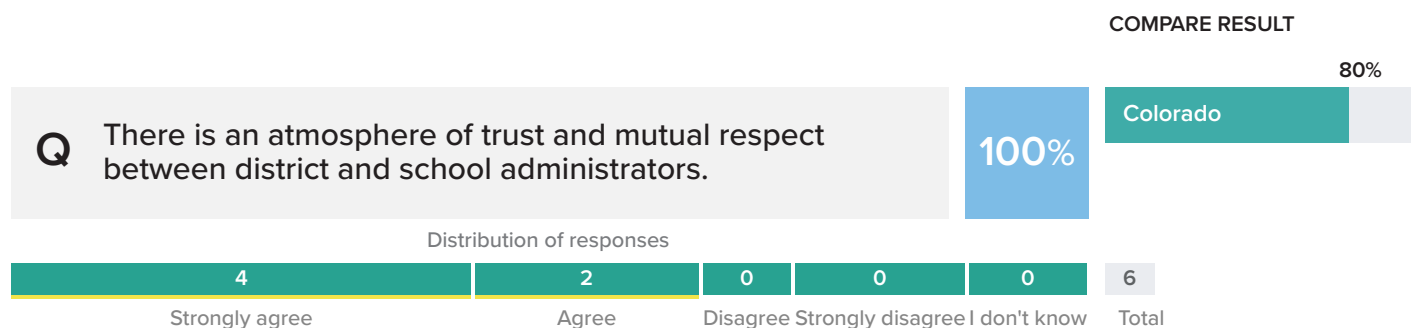 COMPARE RESULT
80%
Q There is an atmosphere of trust and mutual respect
between district and school administrators.
100%
Colorado
Distribution of responses
4 2 0 0 0 6
Strongly agree Agree Disagree Strongly disagree I don't know Total